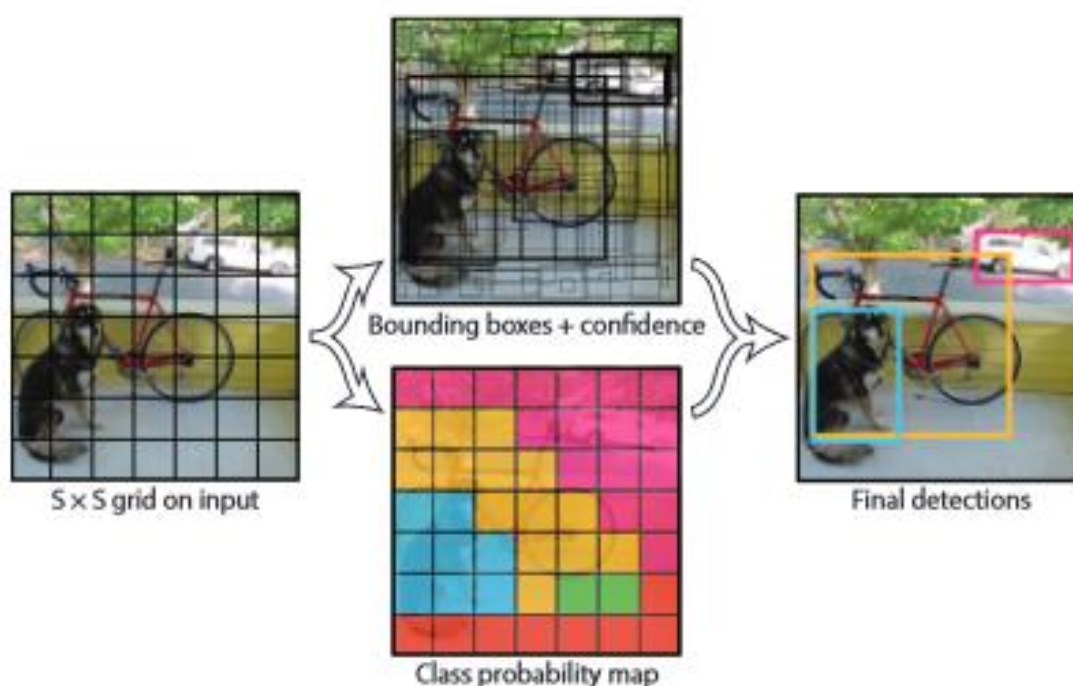 Bounding boxes + confidence
S × S grid on input
Final detections
Class probability map